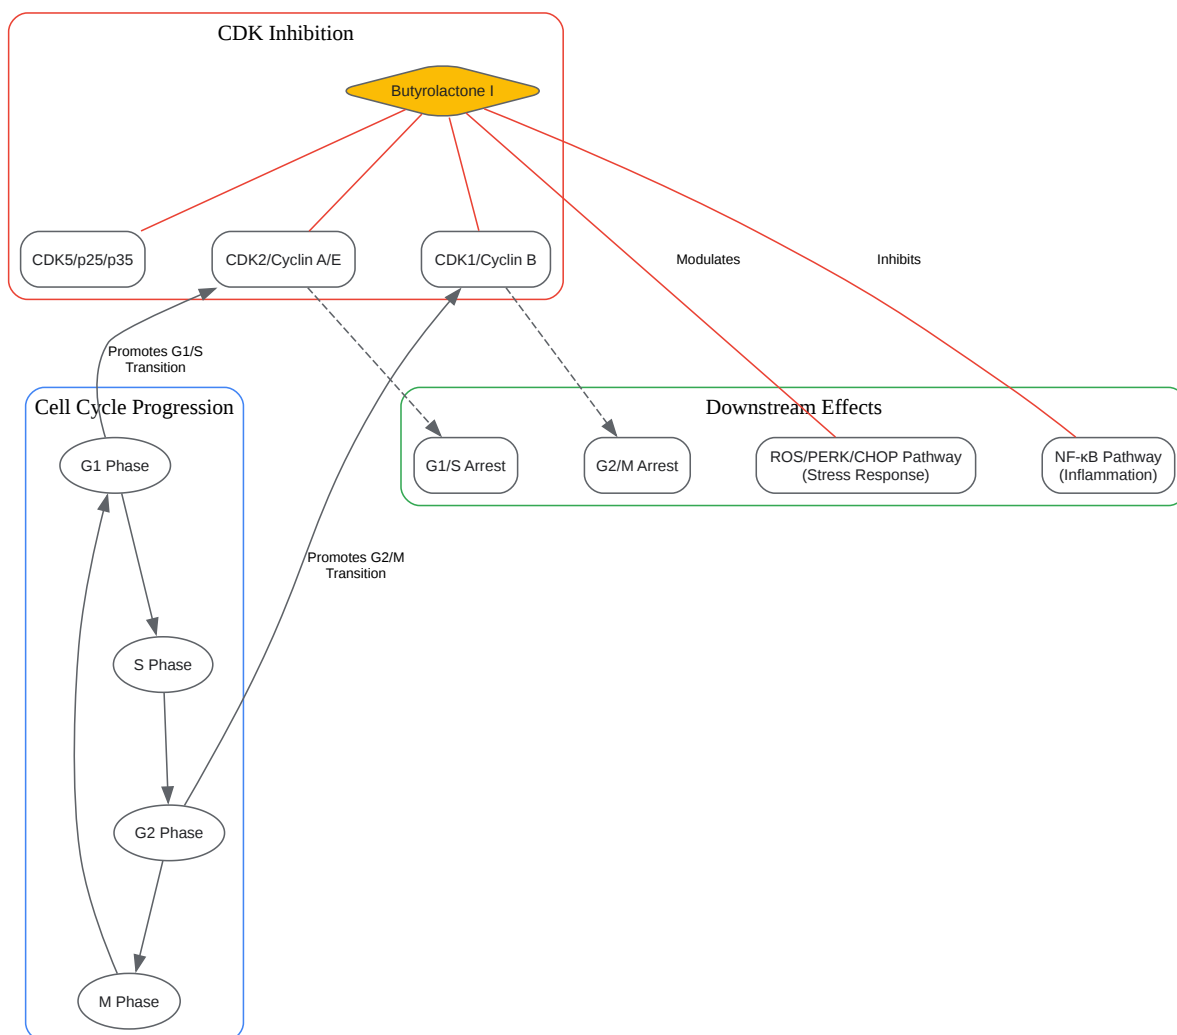 CDK Inhibition
Butyrolactone I
CDK5/p25/p35
CDK2/Cyclin A/E
CDK1/Cyclin B
Modulates
Inhibits
Promotes G1/S
Transition
Cell Cycle Progression
Downstream Effects
G1 Phase
G1/S Arrest
G2/M Arrest
ROS/PERK/CHOP Pathway
(Stress Response)
NF-κB Pathway
(Inflammation)
Promotes G2/M
Transition
S Phase
G2 Phase
M Phase